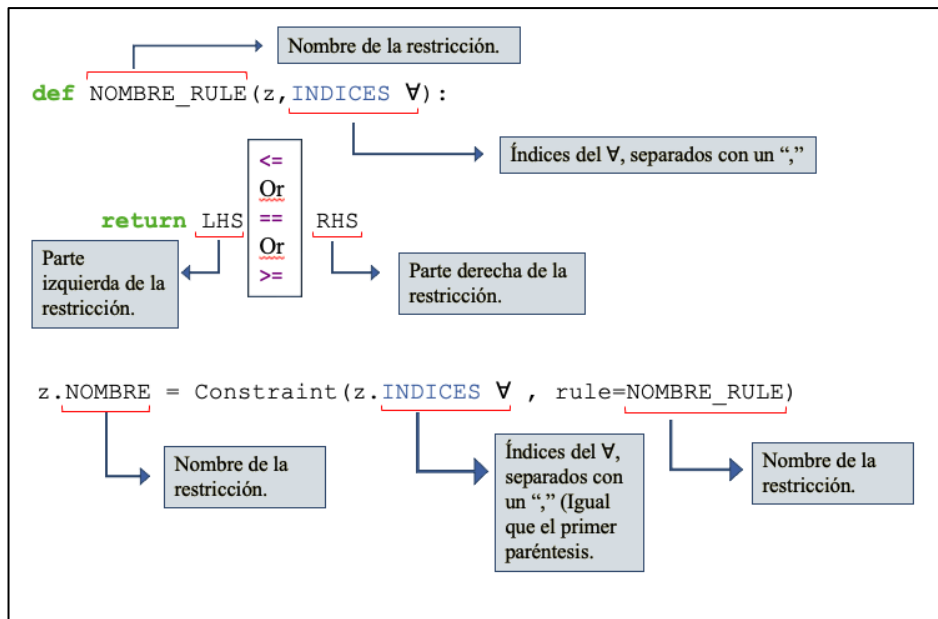 Nombre de la restricción.
def NOMBRE_RULE(z,INDICES ∀):
Índices del ∀, separados con un “,”
<=
Or
return LHS == RHS
Or
>=
Parte
izquierda de la
restricción.
Parte derecha de la
restricción.
z.NOMBRE = Constraint(z.INDICES ∀ , rule=NOMBRE_RULE)
Nombre de la
restricción.
Índices del ∀,
separados con
un “,” (Igual
que el primer
paréntesis.
Nombre de la
restricción.